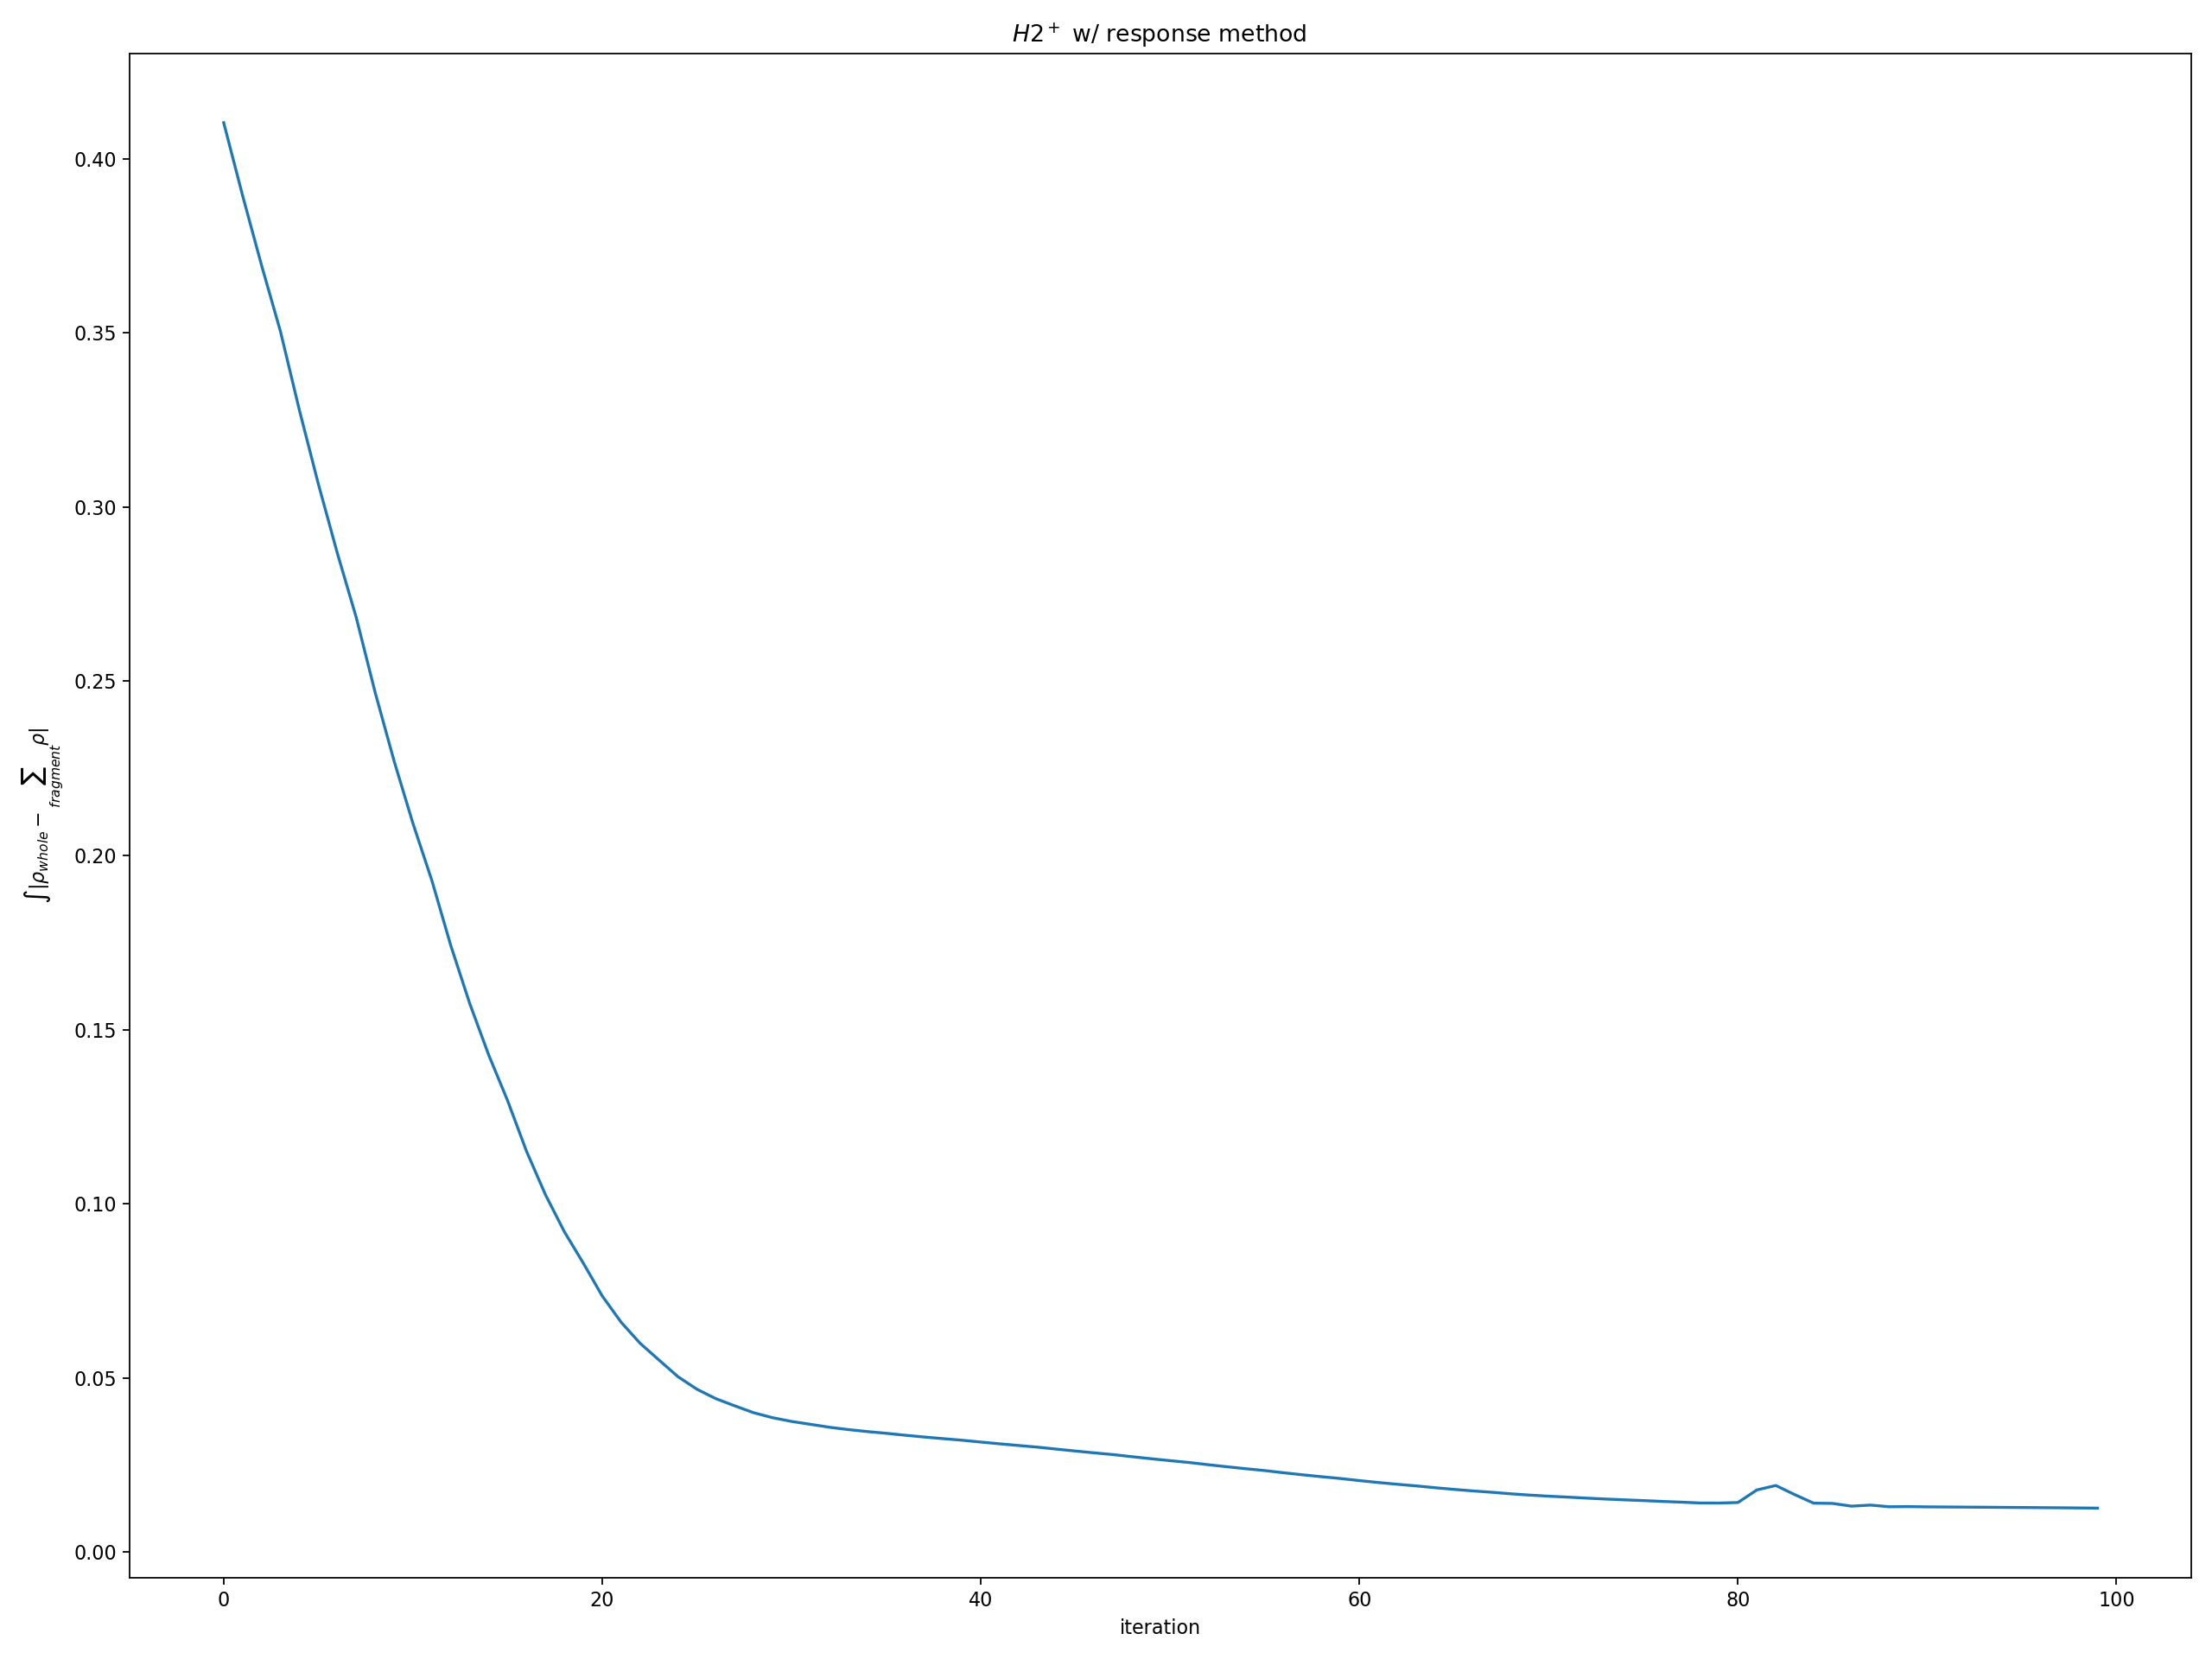 H2⁺ w/ response method
∫|ρ_whole − ∑_fragment ρ|
0.40
0.35
0.30
0.25
0.20
0.15
0.10
0.05
0.00
0 20 40 60 80 100
iteration